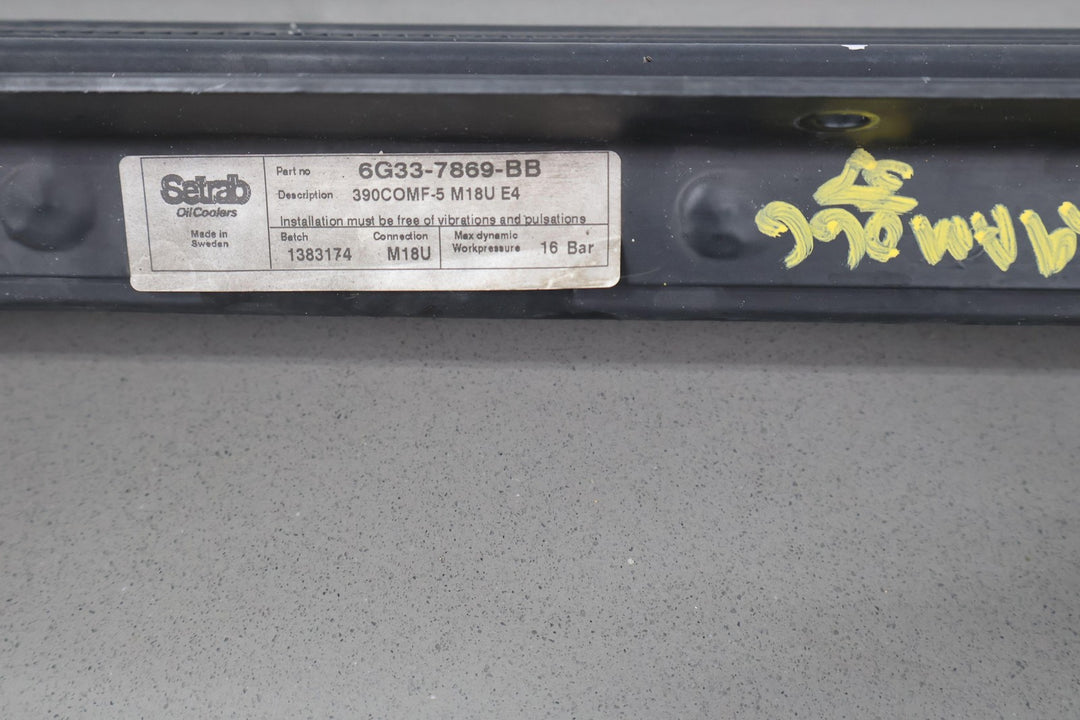 Setrab
Oil Coolers
Made in
Sweden
Part no 6G33-7869-BB
Description 390COMF-5 M18U E4
Installation must be free of vibrations and pulsations
Batch
1383174
Connection
M18U
Max dynamic
Workpressure 16 Bar